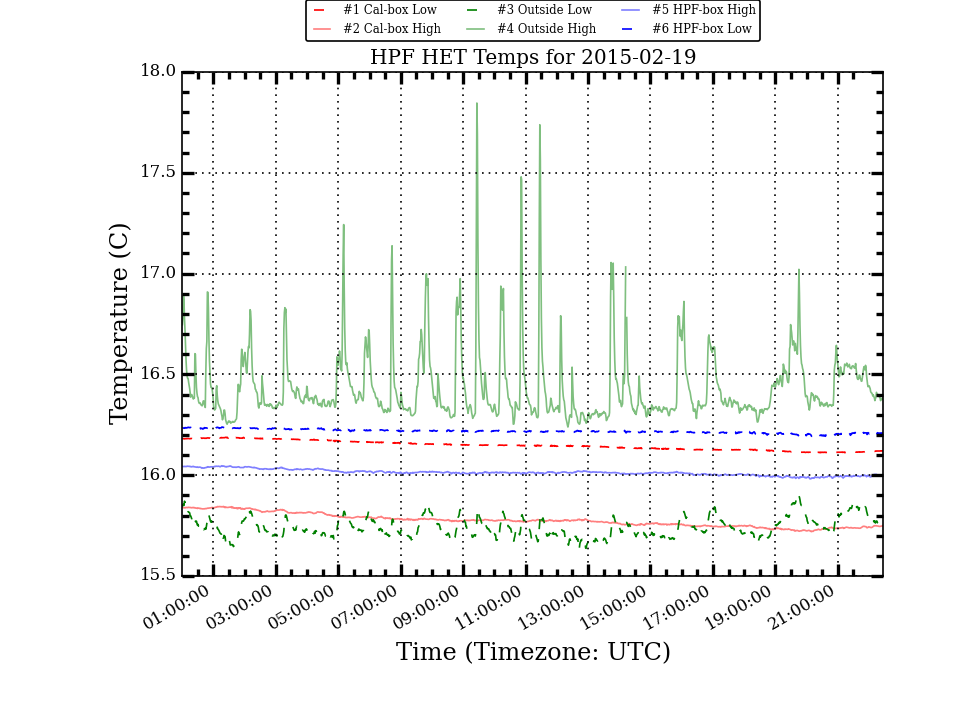 #1 Cal-box Low #3 Outside Low #5 HPF-box High
#2 Cal-box High #4 Outside High #6 HPF-box Low
HPF HET Temps for 2015-02-19
18.0
17.5
17.0
16.5
16.0
15.5
Temperature (C)
01:00:00 03:00:00 05:00:00 07:00:00 09:00:00 11:00:00 13:00:00 15:00:00 17:00:00 19:00:00 21:00:00
Time (Timezone: UTC)